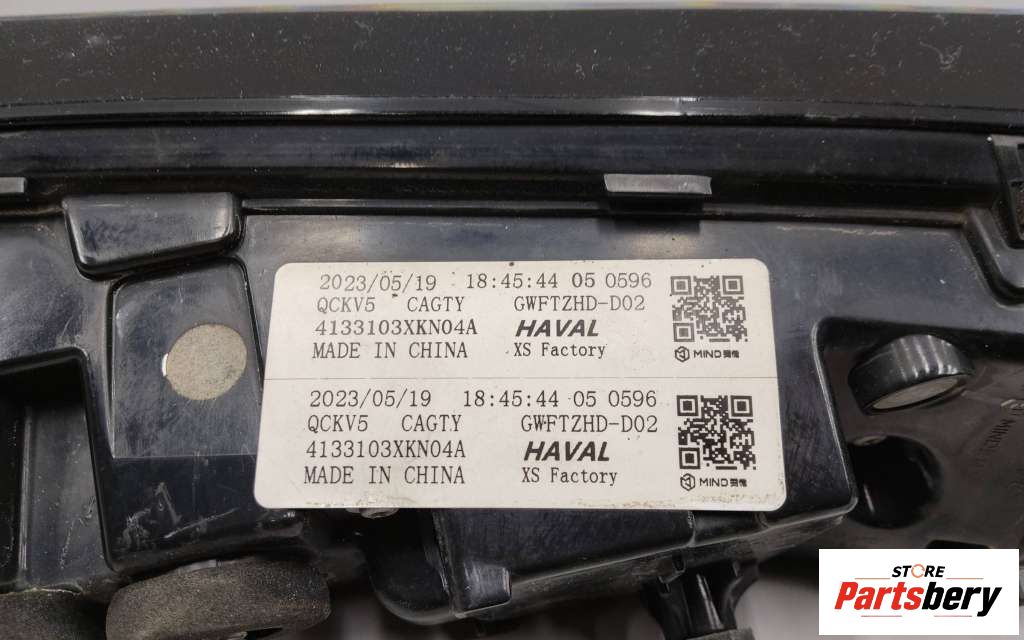 2023/05/19 18:45:44 05 0596
QCKV5 CAGTY GWFTZHD-D02
4133103XKN04A HAVAL
MADE IN CHINA XS Factory
MIND
2023/05/19 18:45:44 05 0596
QCKV5 CAGTY GWFTZHD-D02
4133103XKN04A HAVAL
MADE IN CHINA XS Factory
MIND
STORE
Partsbery